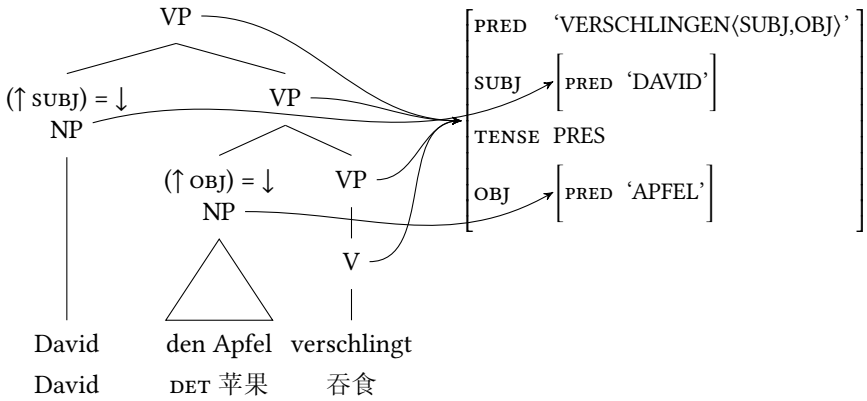 VP
PRED ‘VERSCHLINGEN⟨SUBJ,OBJ⟩’
(↑ SUBJ) = ↓ VP SUBJ [PRED ‘DAVID’]
NP
TENSE PRES
(↑ OBJ) = ↓ VP OBJ [PRED ‘APFEL’]
NP
V
David den Apfel verschlingt
David DET 苹果 吞食